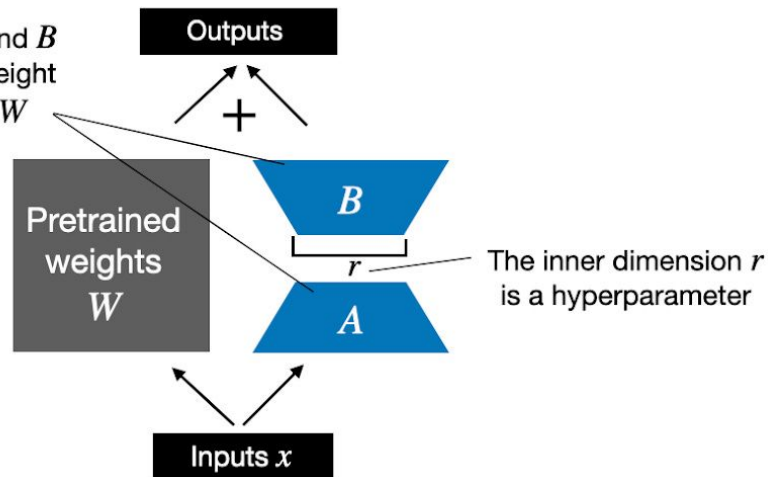 Outputs
nd B
eight
W
+
Pretrained
weights
W
B
r
The inner dimension r
is a hyperparameter
A
Inputs x